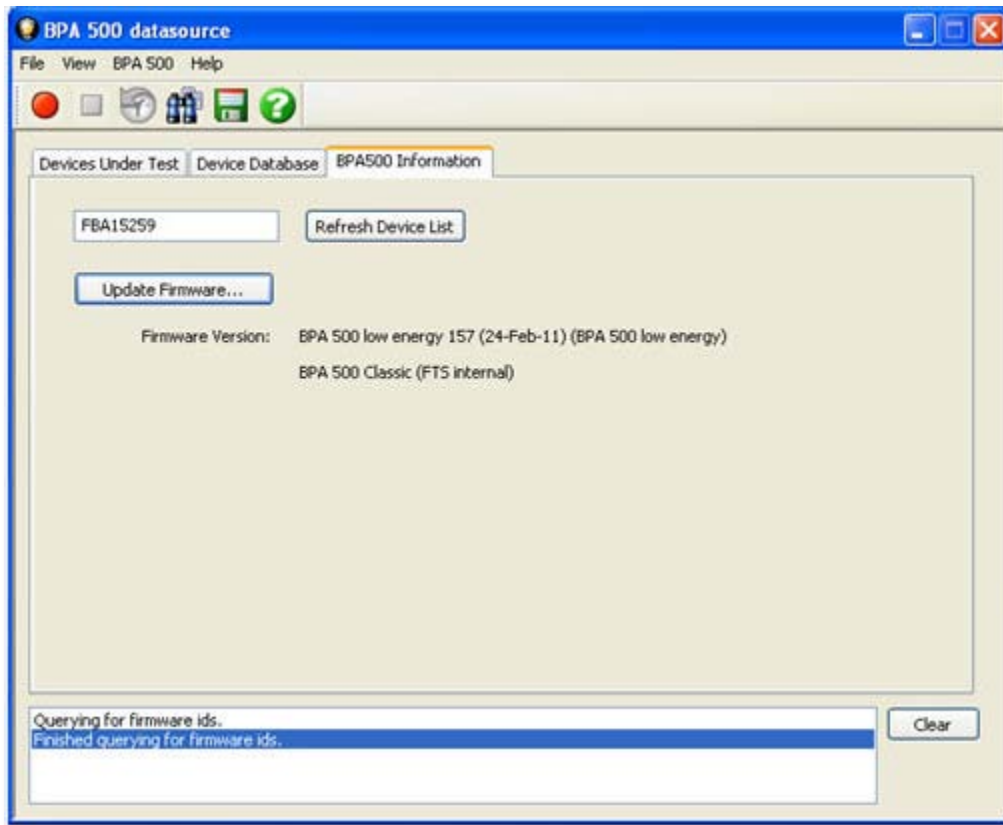 BPA 500 datasource
File View BPA 500 Help
Devices Under Test Device Database BPA500 Information
FBA15259 Refresh Device List
Update Firmware...
Firmware Version: BPA 500 low energy 157 (24-Feb-11) (BPA 500 low energy)
BPA 500 Classic (FTS internal)
Querying for firmware ids.
Finished querying for firmware ids.
Clear